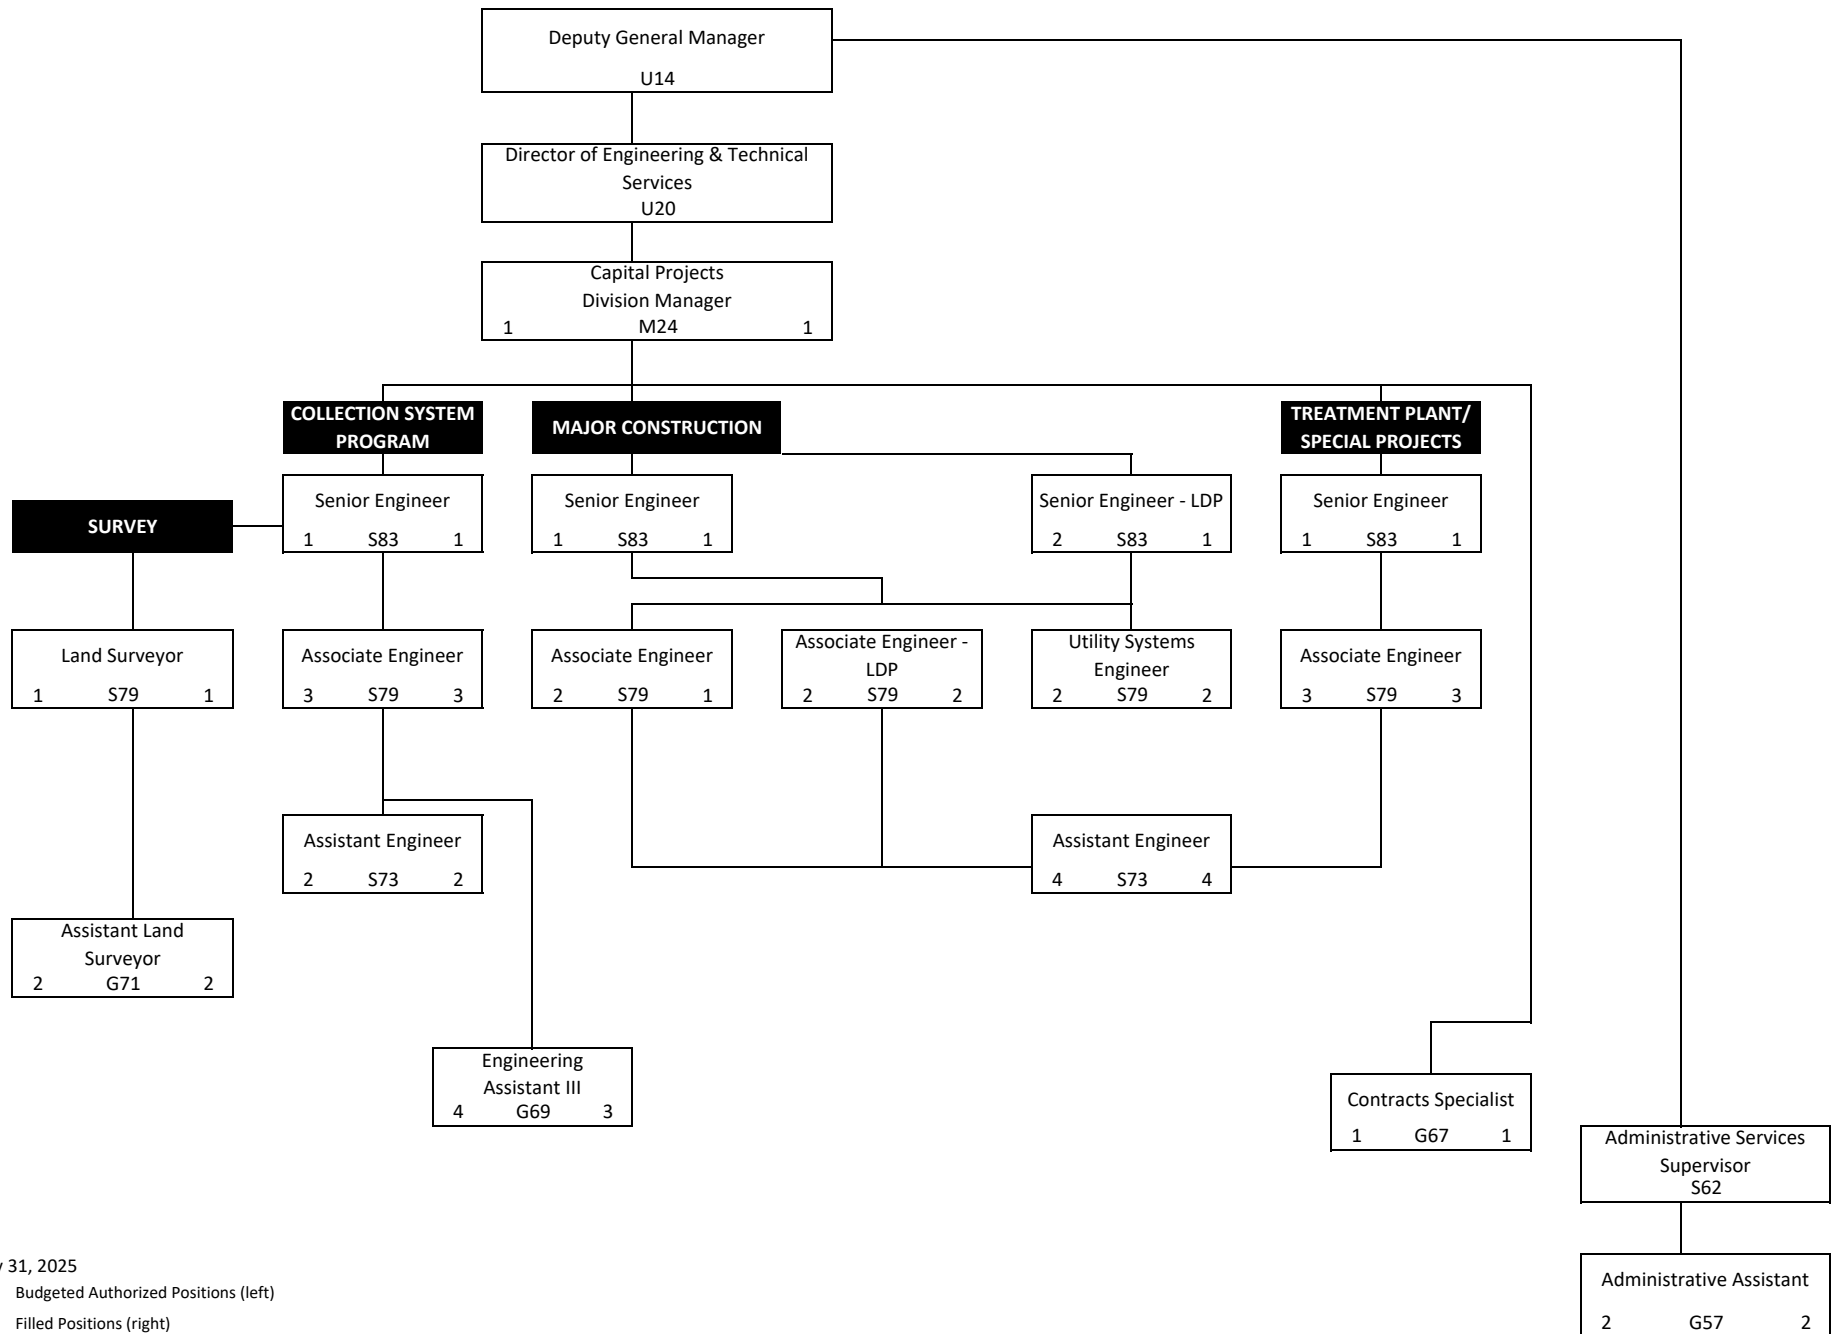 Deputy General Manager
U14
Director of Engineering & Technical
Services
U20
Capital Projects
Division Manager
1 M24 1
COLLECTION SYSTEM
PROGRAM
MAJOR CONSTRUCTION
TREATMENT PLANT/
SPECIAL PROJECTS
SURVEY
Senior Engineer
1 S83 1
Senior Engineer
1 S83 1
Senior Engineer - LDP
2 S83 1
Senior Engineer
1 S83 1
Land Surveyor
1 S79 1
Associate Engineer
3 S79 3
Associate Engineer
2 S79 1
Associate Engineer -
LDP
2 S79 2
Utility Systems
Engineer
2 S79 2
Associate Engineer
3 S79 3
Assistant Engineer
2 S73 2
Assistant Engineer
4 S73 4
Assistant Land
Surveyor
2 G71 2
Engineering
Assistant III
4 G69 3
Contracts Specialist
1 G67 1
Administrative Services
Supervisor
S62
Administrative Assistant
2 G57 2
31, 2025
Budgeted Authorized Positions (left)
Filled Positions (right)